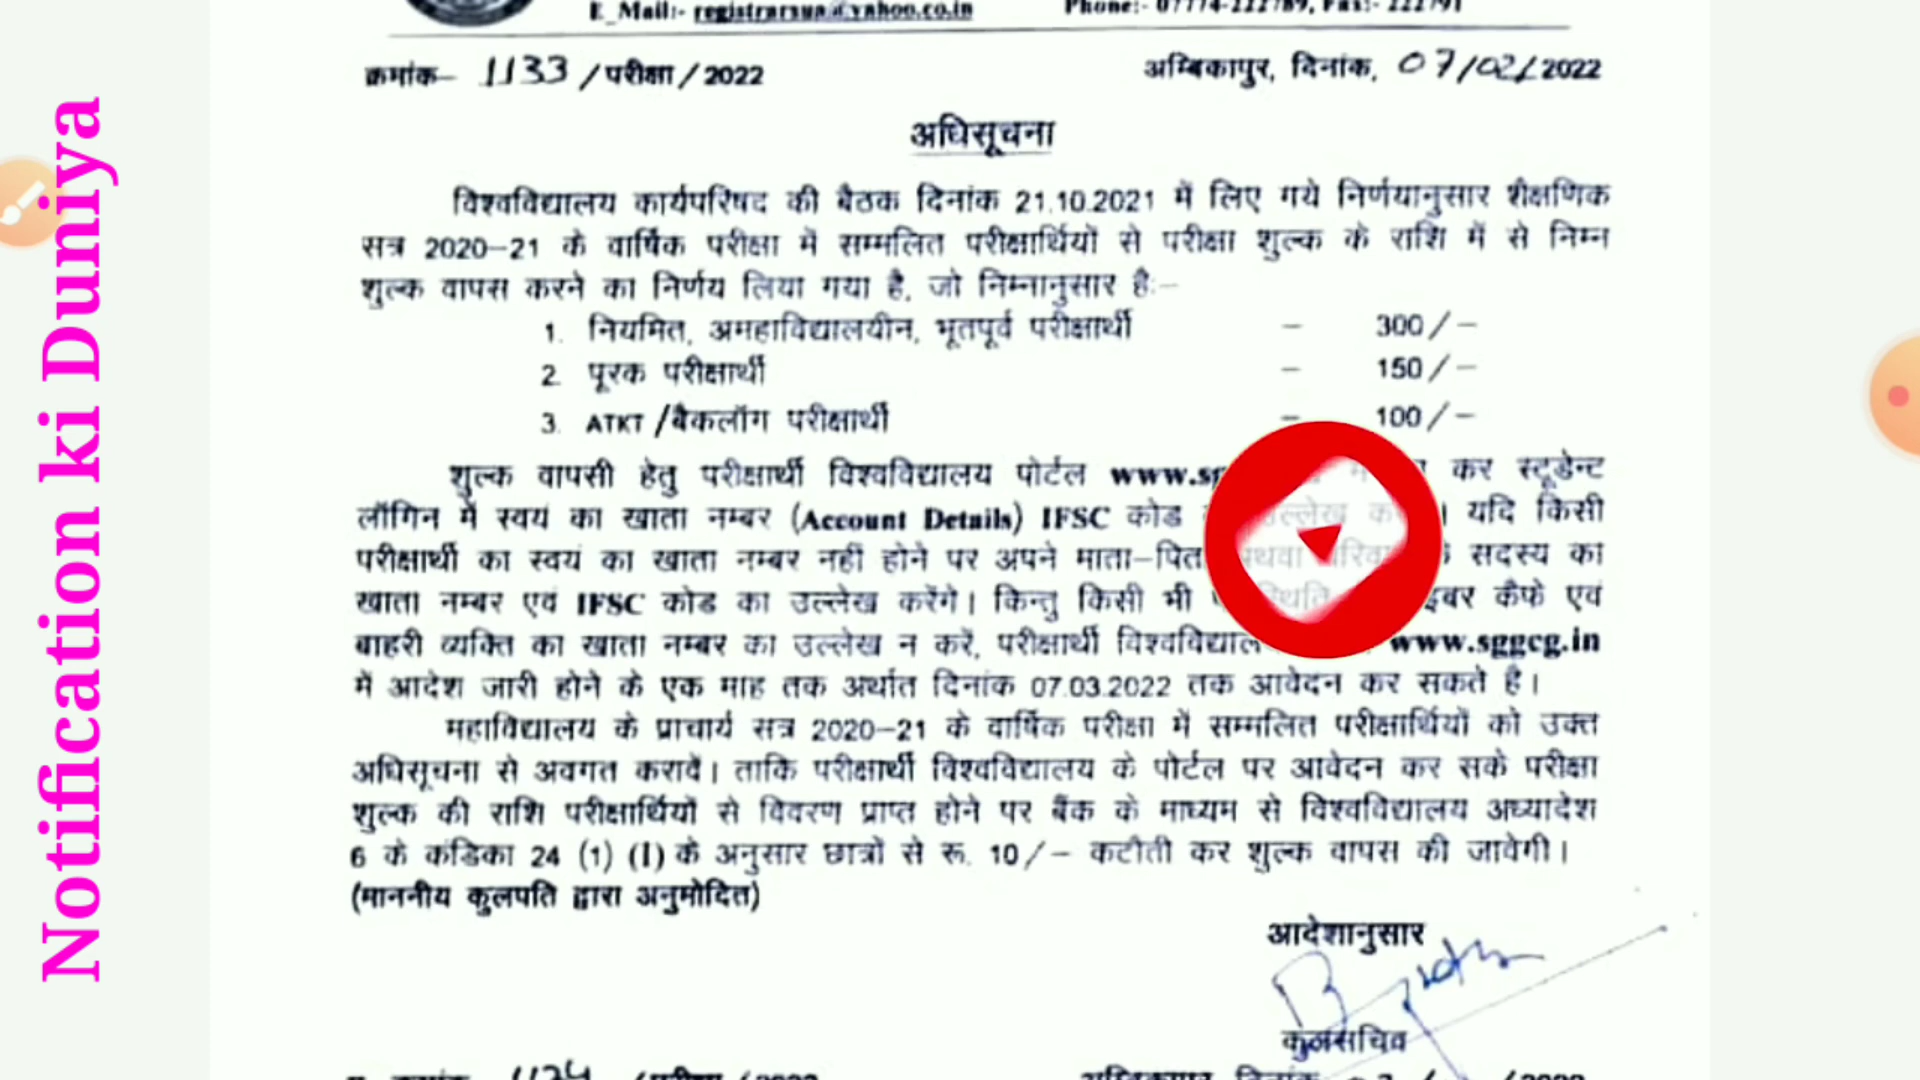 Notification ki Duniya
E_Mail:- registrarsua@yahoo.co.in Phone:- 07774-222789, Fax:- 222791
क्रमांक– 1133 /परीक्षा/2022 अम्बिकापुर, दिनांक, 07/02/2022
अधिसूचना
विश्वविद्यालय कार्यपरिषद की बैठक दिनांक 21.10.2021 में लिए गये निर्णयानुसार शैक्षणिक
सत्र 2020–21 के वार्षिक परीक्षा में सम्मलित परीक्षार्थियों से परीक्षा शुल्क के राशि में से निम्न
शुल्क वापस करने का निर्णय लिया गया है, जो निम्नानुसार हैः–
1. नियमित, अमहाविद्यालयीन, भूतपूर्व परीक्षार्थी – 300/–
2. पूरक परीक्षार्थी – 150/–
3. ATKT/बैकलॉग परीक्षार्थी – 100/–
शुल्क वापसी हेतु परीक्षार्थी विश्वविद्यालय पोर्टल www.sg कर स्टूडेन्ट
लॉगिन में स्वयं का खाता नम्बर (Account Details) IFSC कोड उल्लेख । यदि किसी
परीक्षार्थी का स्वयं का खाता नम्बर नहीं होने पर अपने माता–पिता अथवा सदस्य का
खाता नम्बर एवं IFSC कोड का उल्लेख करेंगे। किन्तु किसी भी कैफे एवं
बाहरी व्यक्ति का खाता नम्बर का उल्लेख न करें, परीक्षार्थी विश्वविद्याल www.sggcg.in
में आदेश जारी होने के एक माह तक अर्थात दिनांक 07.03.2022 तक आवेदन कर सकते है।
महाविद्यालय के प्राचार्य सत्र 2020–21 के वार्षिक परीक्षा में सम्मलित परीक्षार्थियों को उक्त
अधिसूचना से अवगत करावें। ताकि परीक्षार्थी विश्वविद्यालय के पोर्टल पर आवेदन कर सके परीक्षा
शुल्क की राशि परीक्षार्थियों से विवरण प्राप्त होने पर बैंक के माध्यम से विश्वविद्यालय अध्यादेश
6 के कंडिका 24 (1) (I) के अनुसार छात्रों से रू. 10/– कटौती कर शुल्क वापस की जावेगी।
(माननीय कुलपति द्वारा अनुमोदित)
आदेशानुसार
कुलसचिव